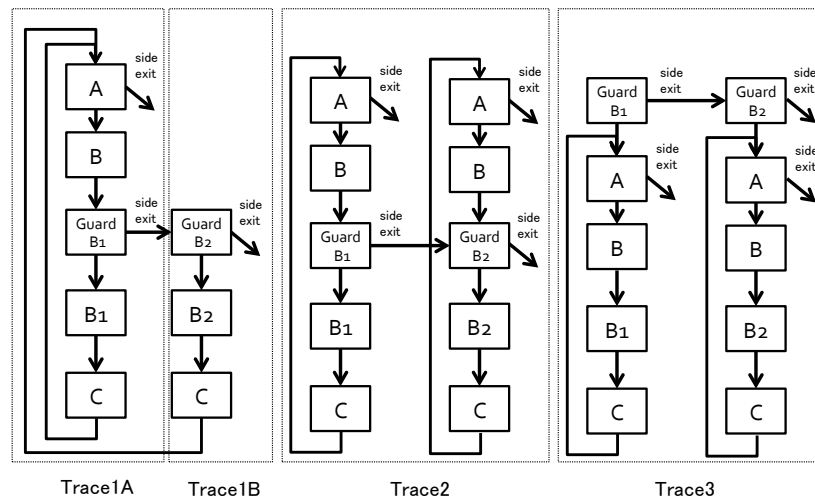 side
exit
A
B
Guard
B1
side
exit
B1
C
Guard
B2
side
exit
B2
C
Trace1A
Trace1B
A
side
exit
B
Guard
B1
side
exit
B1
C
A
side
exit
B
Guard
B2
side
exit
B2
C
Trace2
Guard
B1
side
exit
A
side
exit
B
B1
C
Guard
B2
side
exit
A
side
exit
B
B2
C
Trace3